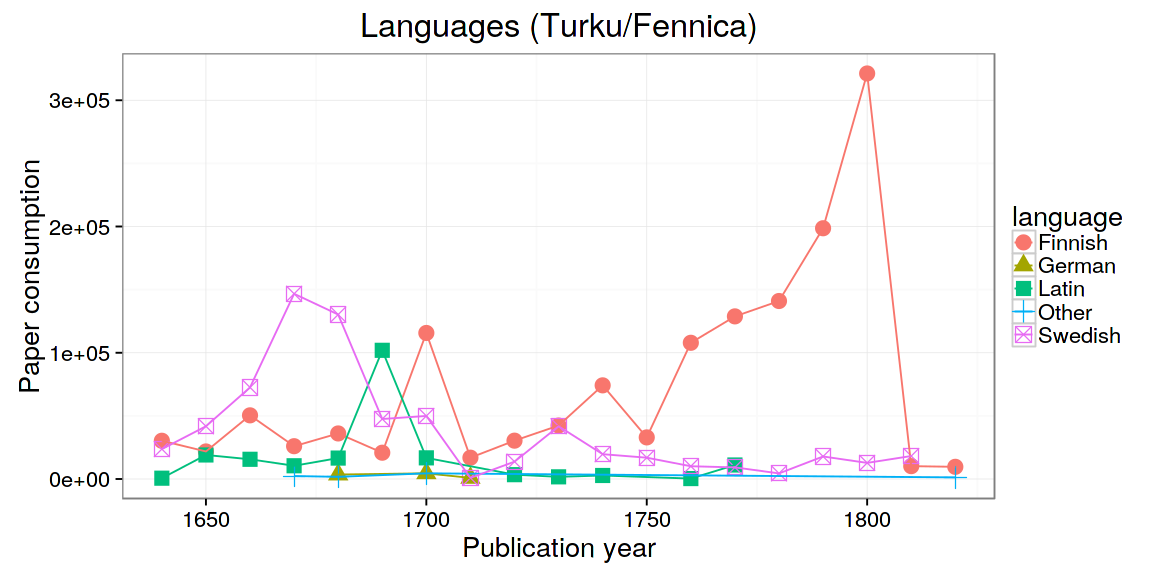 Languages (Turku/Fennica)
Paper consumption
3e+05
2e+05
1e+05
0e+00
1650 1700 1750 1800
Publication year
language
Finnish
German
Latin
Other
Swedish